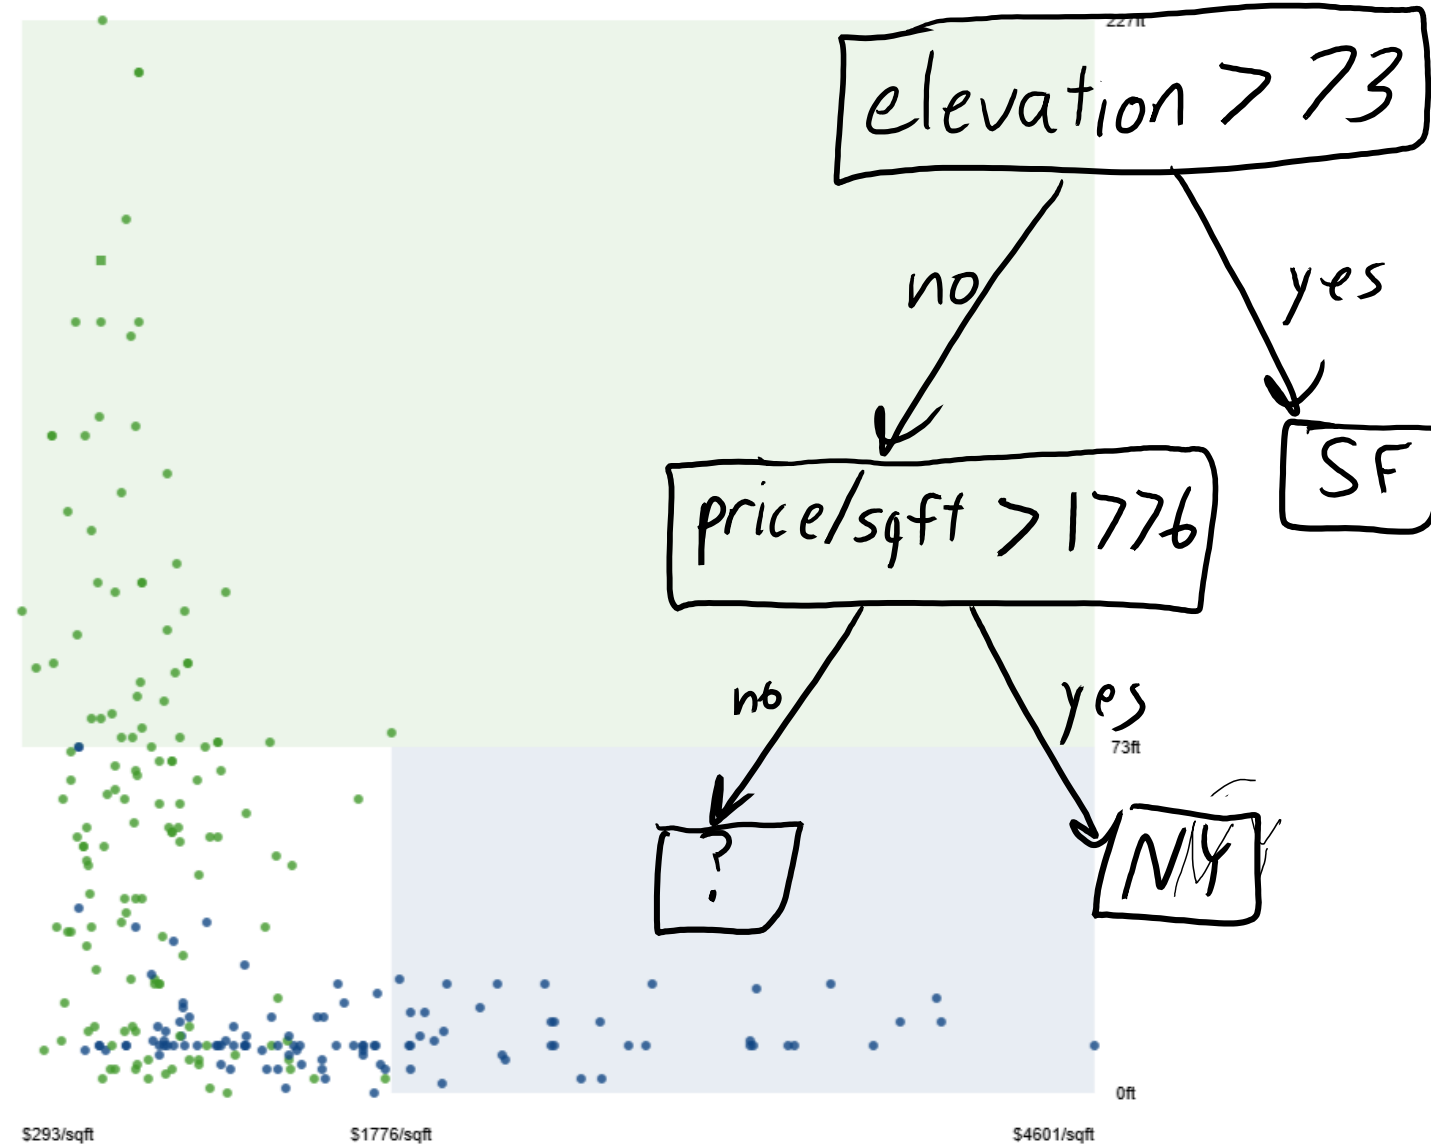 227ft
elevation > 73
no
yes
price/sqft > 1776
SF
no
yes
73ft
?
NY
0ft
$293/sqft
$1776/sqft
$4601/sqft